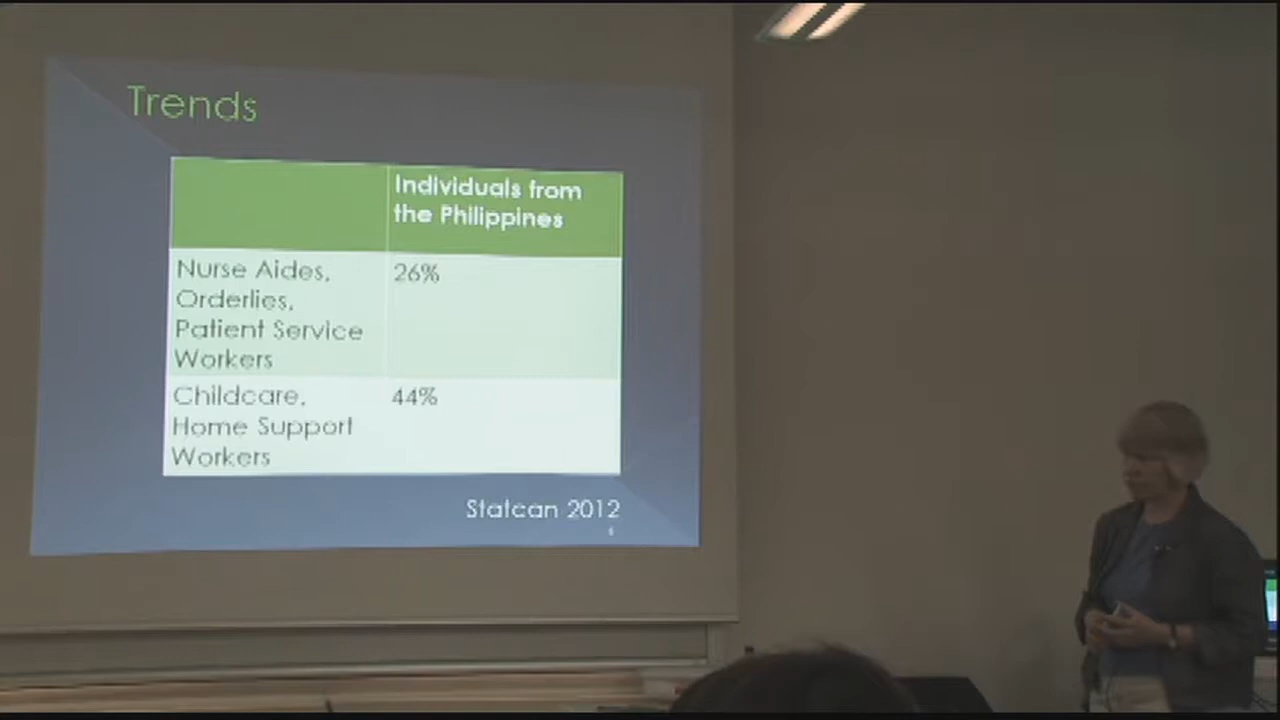 Trends
Individuals from
the Philippines
Nurse Aides,
Orderlies,
Patient Service
Workers
26%
Childcare,
Home Support
Workers
44%
Statcan 2012